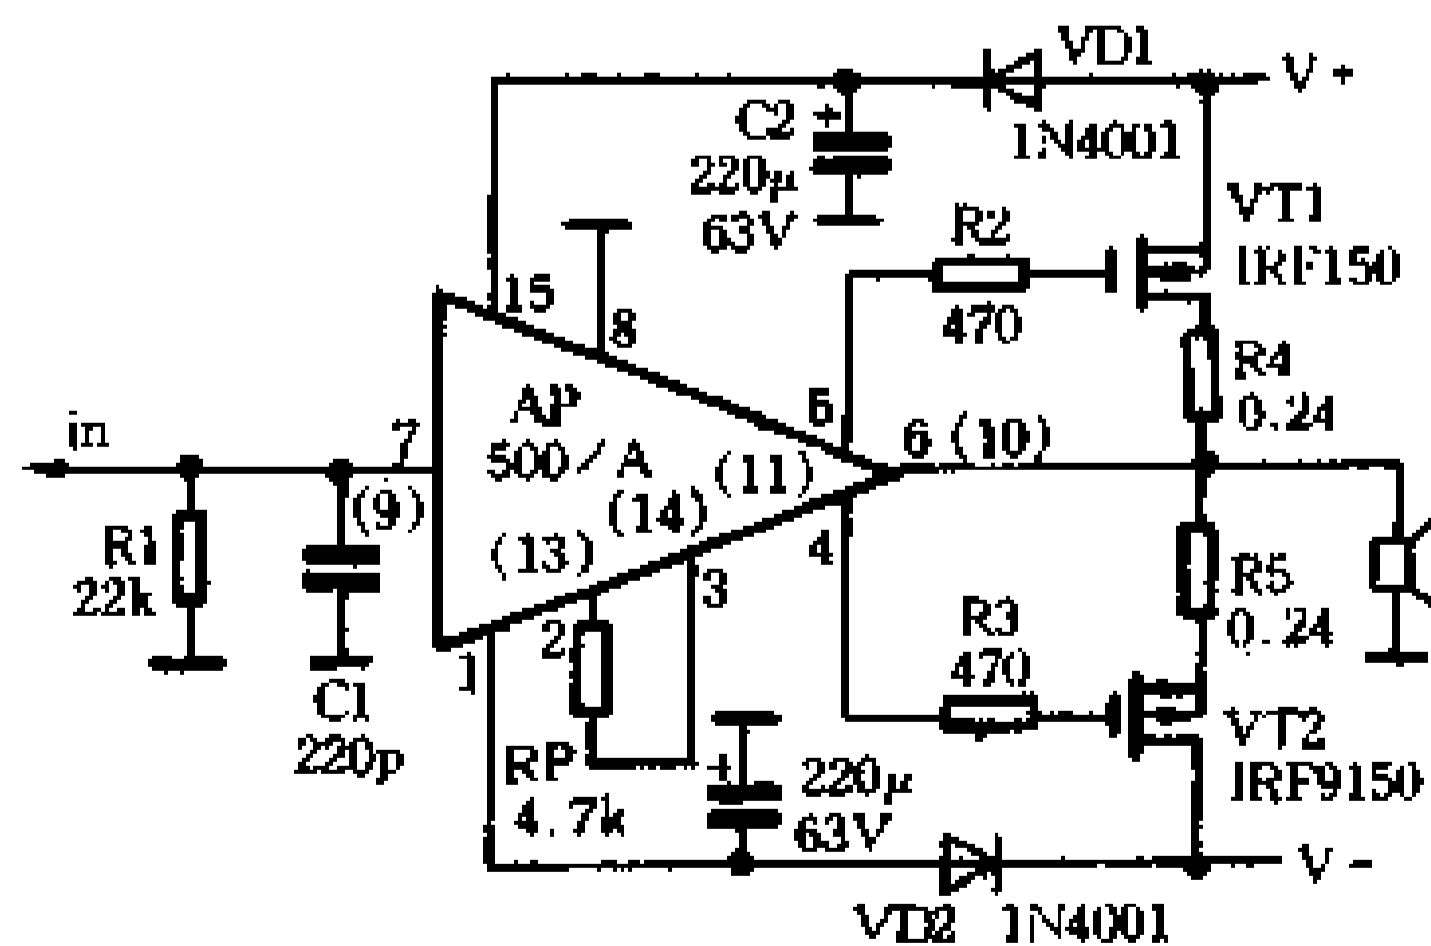 VD1
V +
1N4001
C2 +
220μ
63V
VT1
IRF150
R2
470
15
8
R4
0.24
AP
500/A
5
6 (10)
in
7
(9)
(11)
(14)
(13)
4
3
R1
22k
R5
0.24
R3
470
2
1
C1
220p
RP
4.7k
+
220μ
63V
VT2
IRF9150
V -
VD2 1N4001